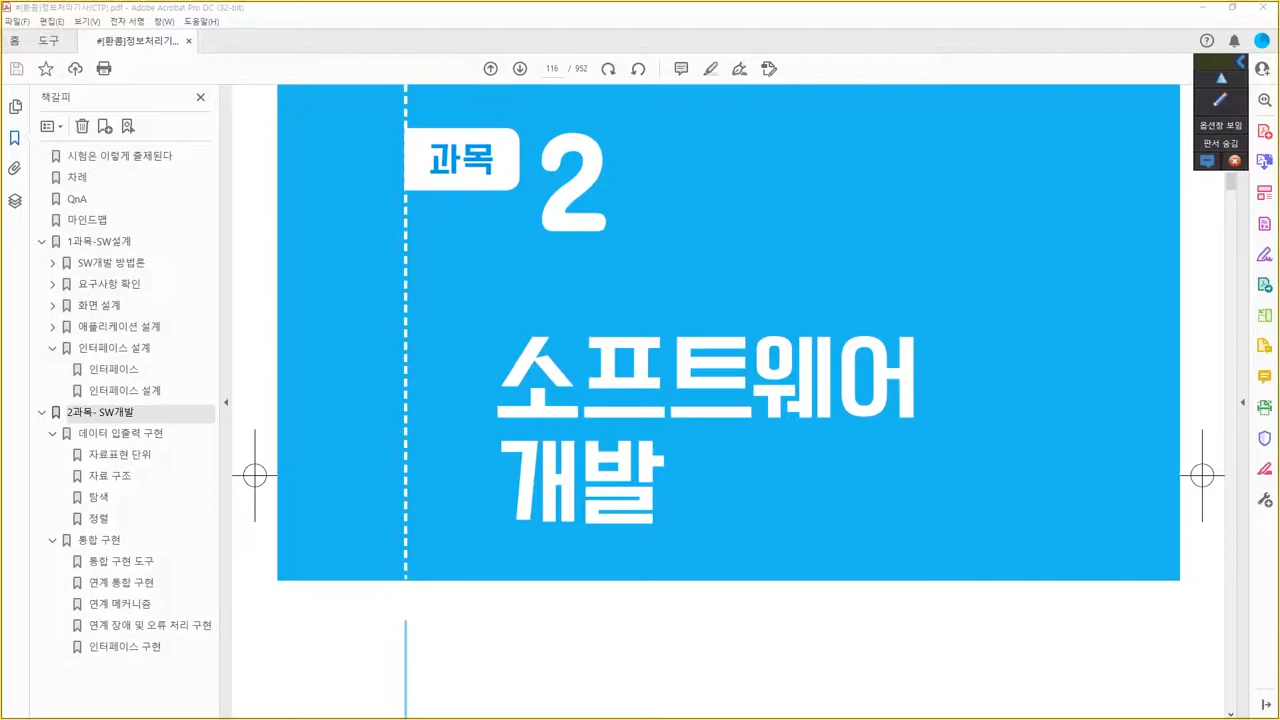 #[환콤]정보처리기사(CTP).pdf - Adobe Acrobat Pro DC (32-bit)
파일(F) 편집(E) 보기(V) 전자 서명 창(W) 도움말(H)
홈 도구 #[환콤]정보처리기... ×
116 / 952
책갈피
옵션창 보임
판서 숨김
시험은 이렇게 출제된다
차례
QnA
마인드맵
1과목-SW설계
SW개발 방법론
요구사항 확인
화면 설계
애플리케이션 설계
인터페이스 설계
인터페이스
인터페이스 설계
2과목- SW개발
데이터 입출력 구현
자료표현 단위
자료 구조
탐색
정렬
통합 구현
통합 구현 도구
연계 통합 구현
연계 메커니즘
연계 장애 및 오류 처리 구현
인터페이스 구현
과목 2
소프트웨어
개발